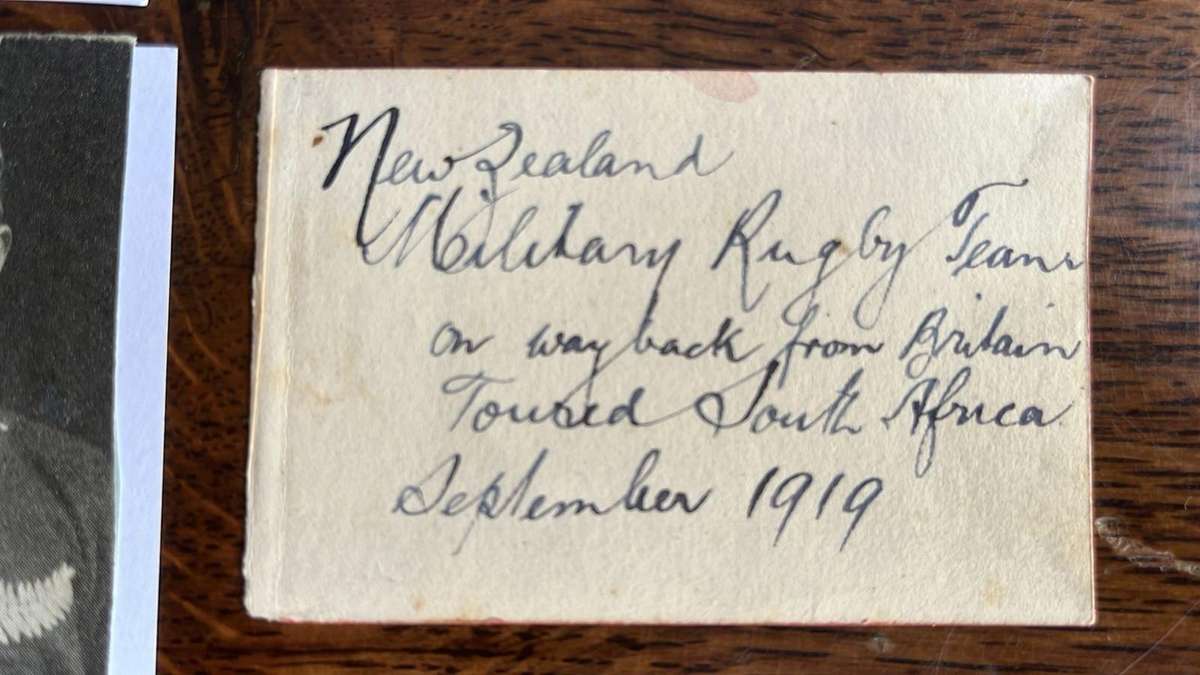 New Zealand
Military Rugby Team
on way back from Britain
Toured South Africa
September 1919